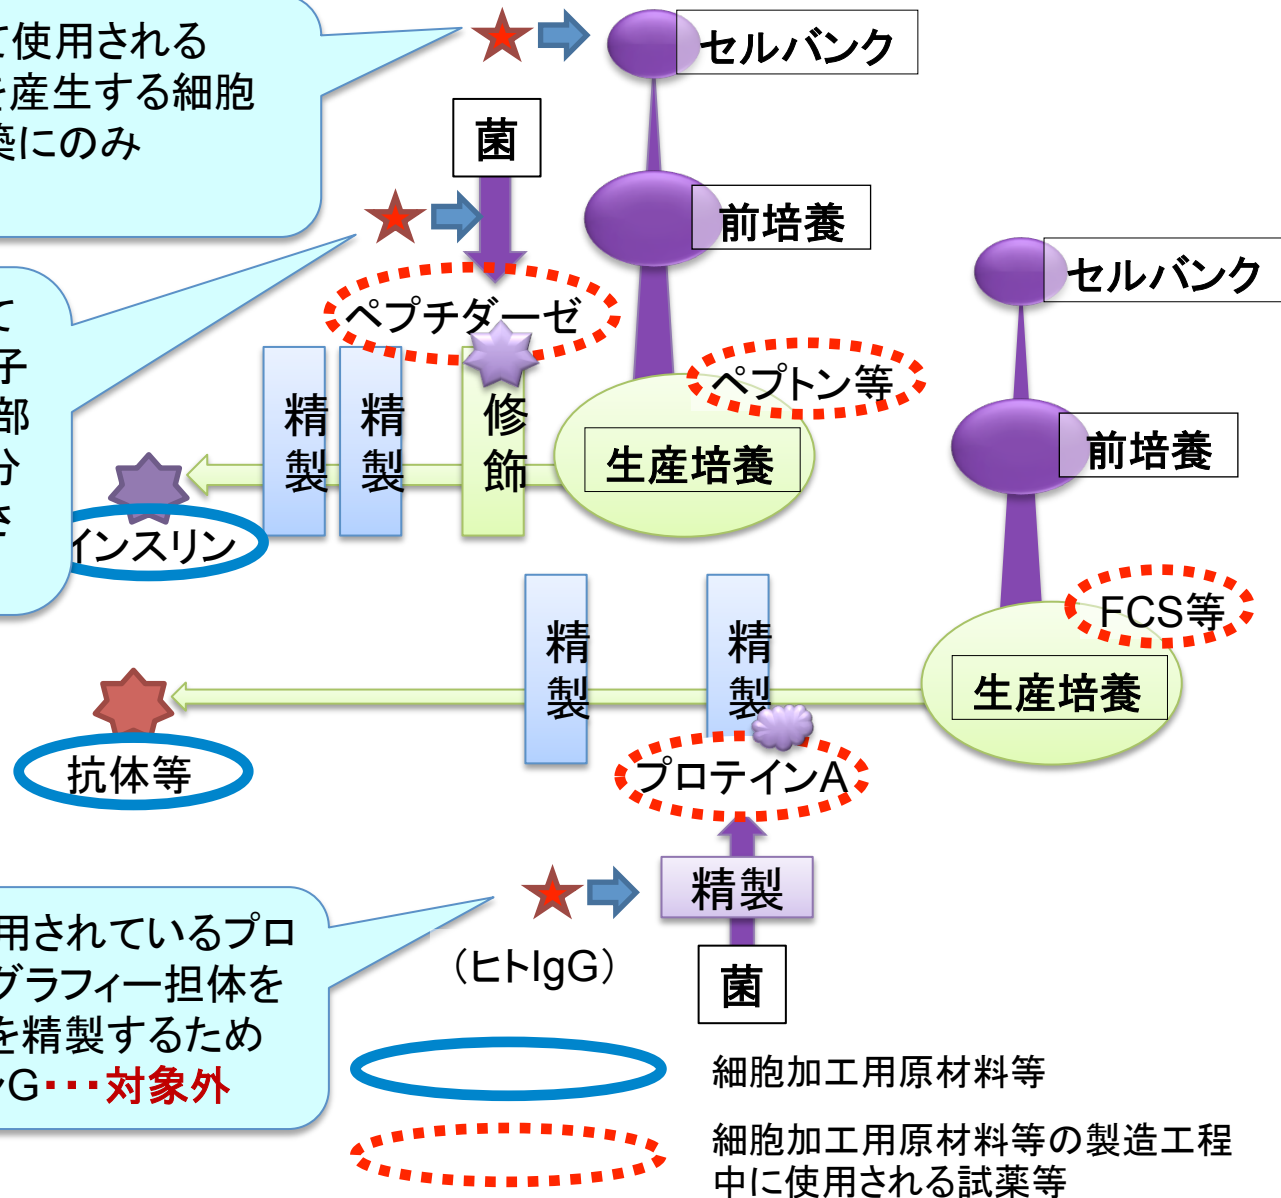 て使用される
を産生する細胞
築にのみ
セルバンク
菌
前培養
ペプチダーゼ
ペプトン等
て
子
部
分
さ
精製
精製
修飾
生産培養
インスリン
セルバンク
前培養
FCS等
生産培養
精製
精製
抗体等
プロテインA
精製
(ヒトIgG)
菌
用されているプロ
グラフィー担体を
を精製するため
G・・・対象外
細胞加工用原材料等
細胞加工用原材料等の製造工程
中に使用される試薬等